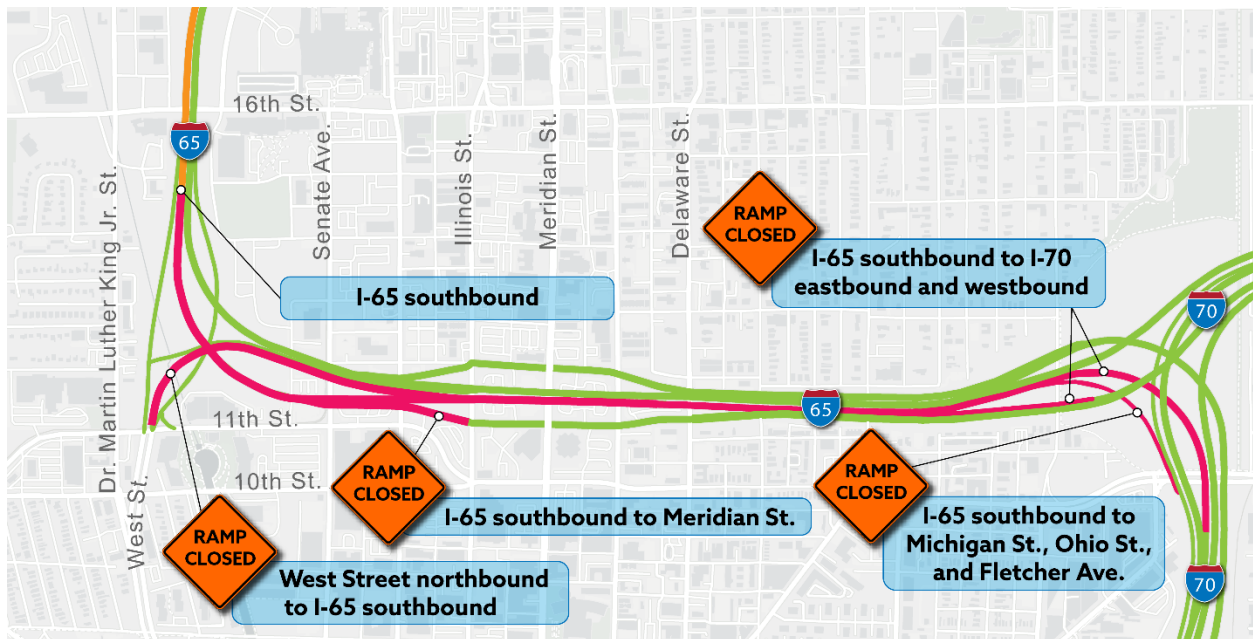 16th St.
65
Dr. Martin Luther King Jr. St.
Senate Ave.
Illinois St.
Meridian St.
Delaware St.
RAMP
CLOSED
I-65 southbound to I-70
eastbound and westbound
I-65 southbound
70
65
11th St.
RAMP
CLOSED
I-65 southbound to Meridian St.
10th St.
West St.
RAMP
CLOSED
West Street northbound
to I-65 southbound
RAMP
CLOSED
I-65 southbound to
Michigan St., Ohio St.,
and Fletcher Ave.
70